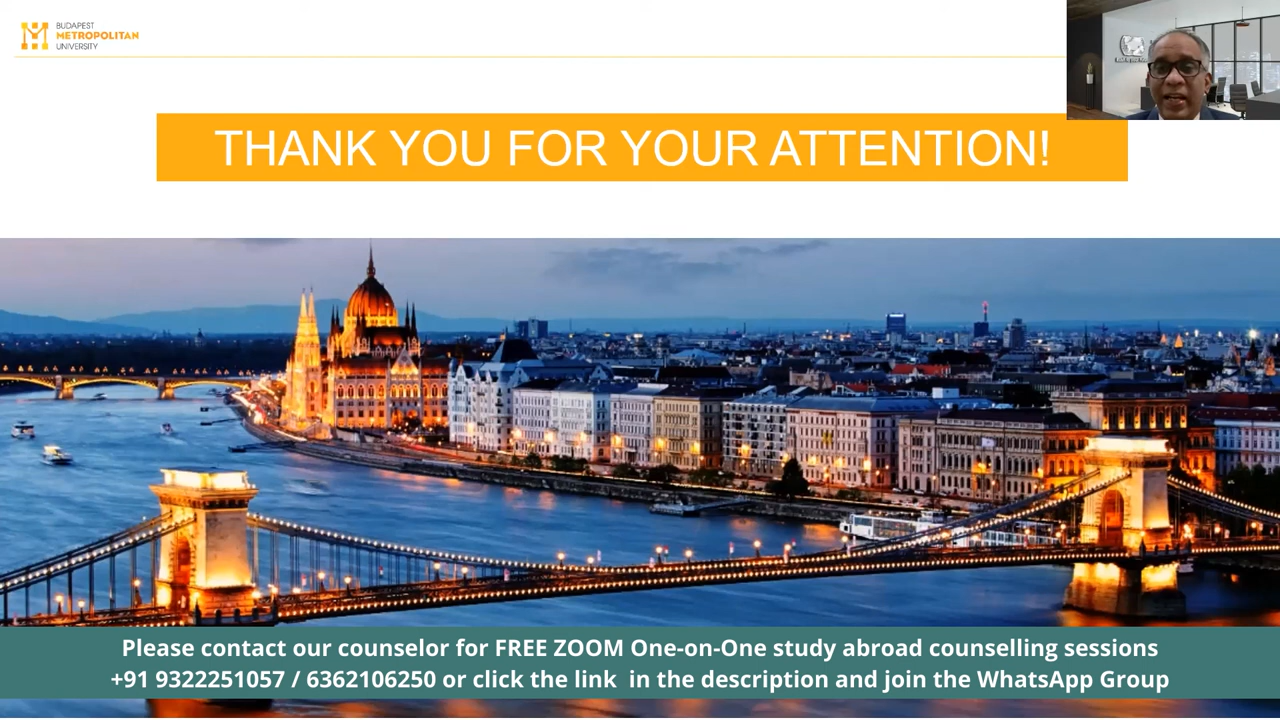 BUDAPEST
METROPOLITAN
UNIVERSITY
THANK YOU FOR YOUR ATTENTION!
Please contact our counselor for FREE ZOOM One-on-One study abroad counselling sessions
+91 9322251057 / 6362106250 or click the link in the description and join the WhatsApp Group